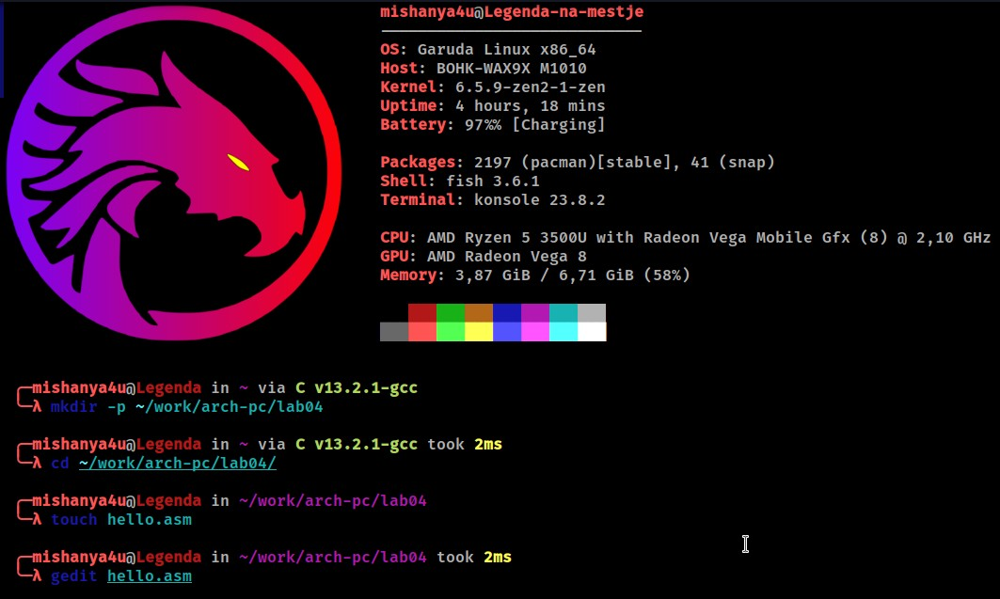 mishanya4u@Legenda-na-mestje
OS: Garuda Linux x86_64
Host: BOHK-WAX9X M1010
Kernel: 6.5.9-zen2-1-zen
Uptime: 4 hours, 18 mins
Battery: 97%% [Charging]
Packages: 2197 (pacman)[stable], 41 (snap)
Shell: fish 3.6.1
Terminal: konsole 23.8.2
CPU: AMD Ryzen 5 3500U with Radeon Vega Mobile Gfx (8) @ 2,10 GHz
GPU: AMD Radeon Vega 8
Memory: 3,87 GiB / 6,71 GiB (58%)
╭─mishanya4u@Legenda in ~ via C v13.2.1-gcc
╰─λ mkdir -p ~/work/arch-pc/lab04
╭─mishanya4u@Legenda in ~ via C v13.2.1-gcc took 2ms
╰─λ cd ~/work/arch-pc/lab04/
╭─mishanya4u@Legenda in ~/work/arch-pc/lab04
╰─λ touch hello.asm
╭─mishanya4u@Legenda in ~/work/arch-pc/lab04 took 2ms
╰─λ gedit hello.asm